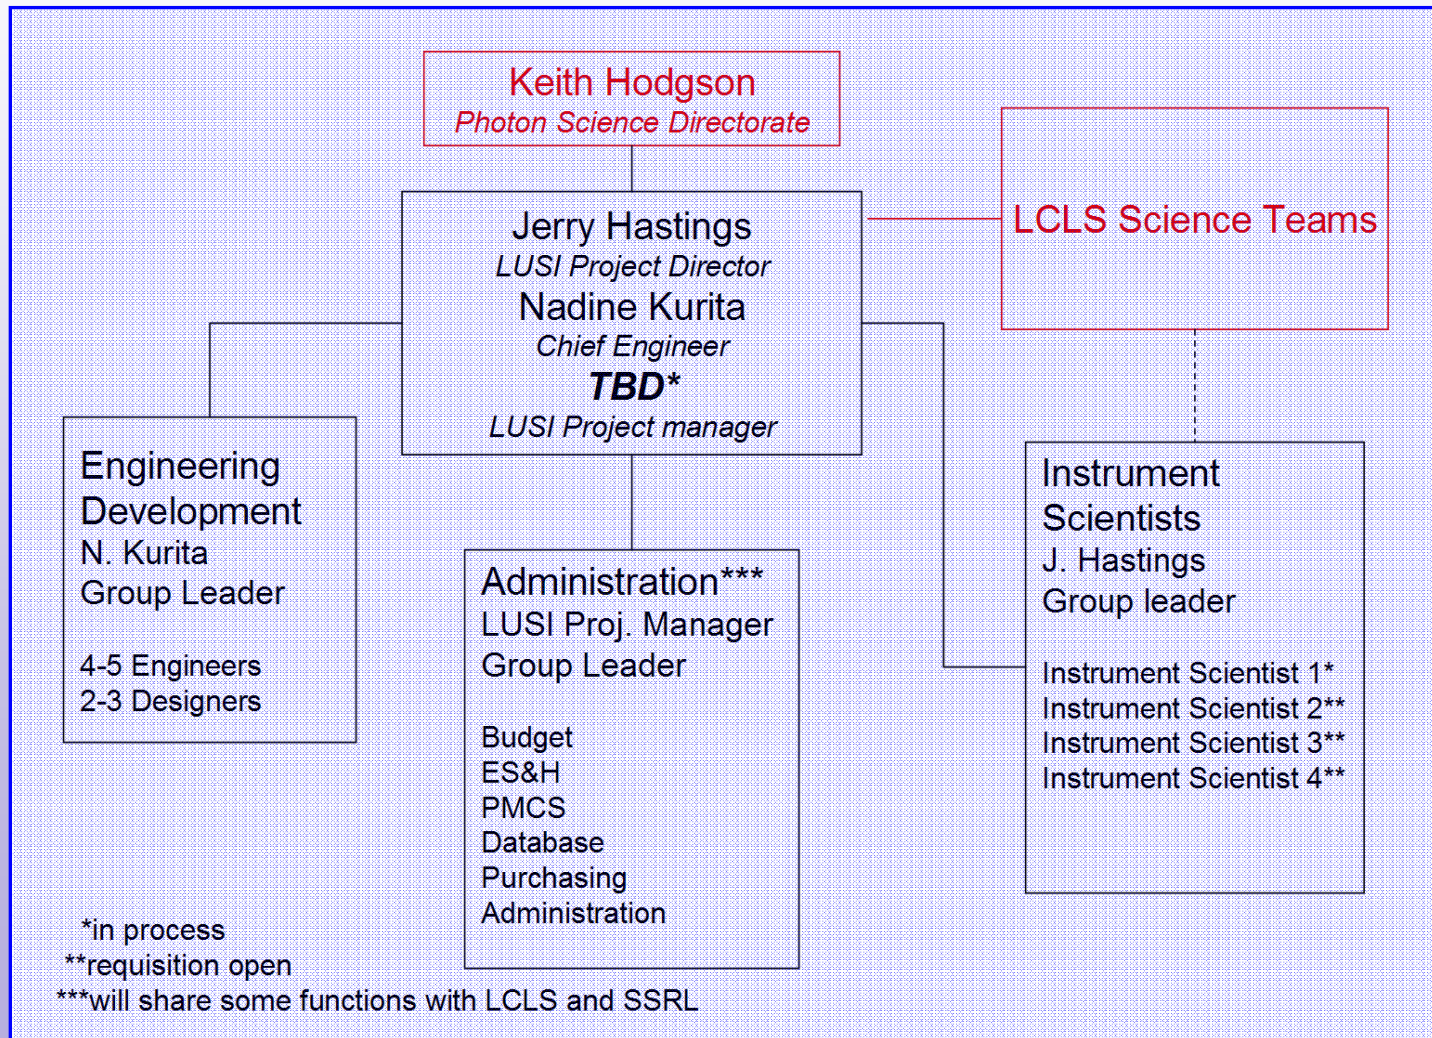 Keith Hodgson
Photon Science Directorate
LCLS Science Teams
Jerry Hastings
LUSI Project Director
Nadine Kurita
Chief Engineer
TBD*
LUSI Project manager
Engineering
Development
N. Kurita
Group Leader
4-5 Engineers
2-3 Designers
Administration***
LUSI Proj. Manager
Group Leader
Budget
ES&H
PMCS
Database
Purchasing
Administration
Instrument
Scientists
J. Hastings
Group leader
Instrument Scientist 1*
Instrument Scientist 2**
Instrument Scientist 3**
Instrument Scientist 4**
*in process
**requisition open
***will share some functions with LCLS and SSRL